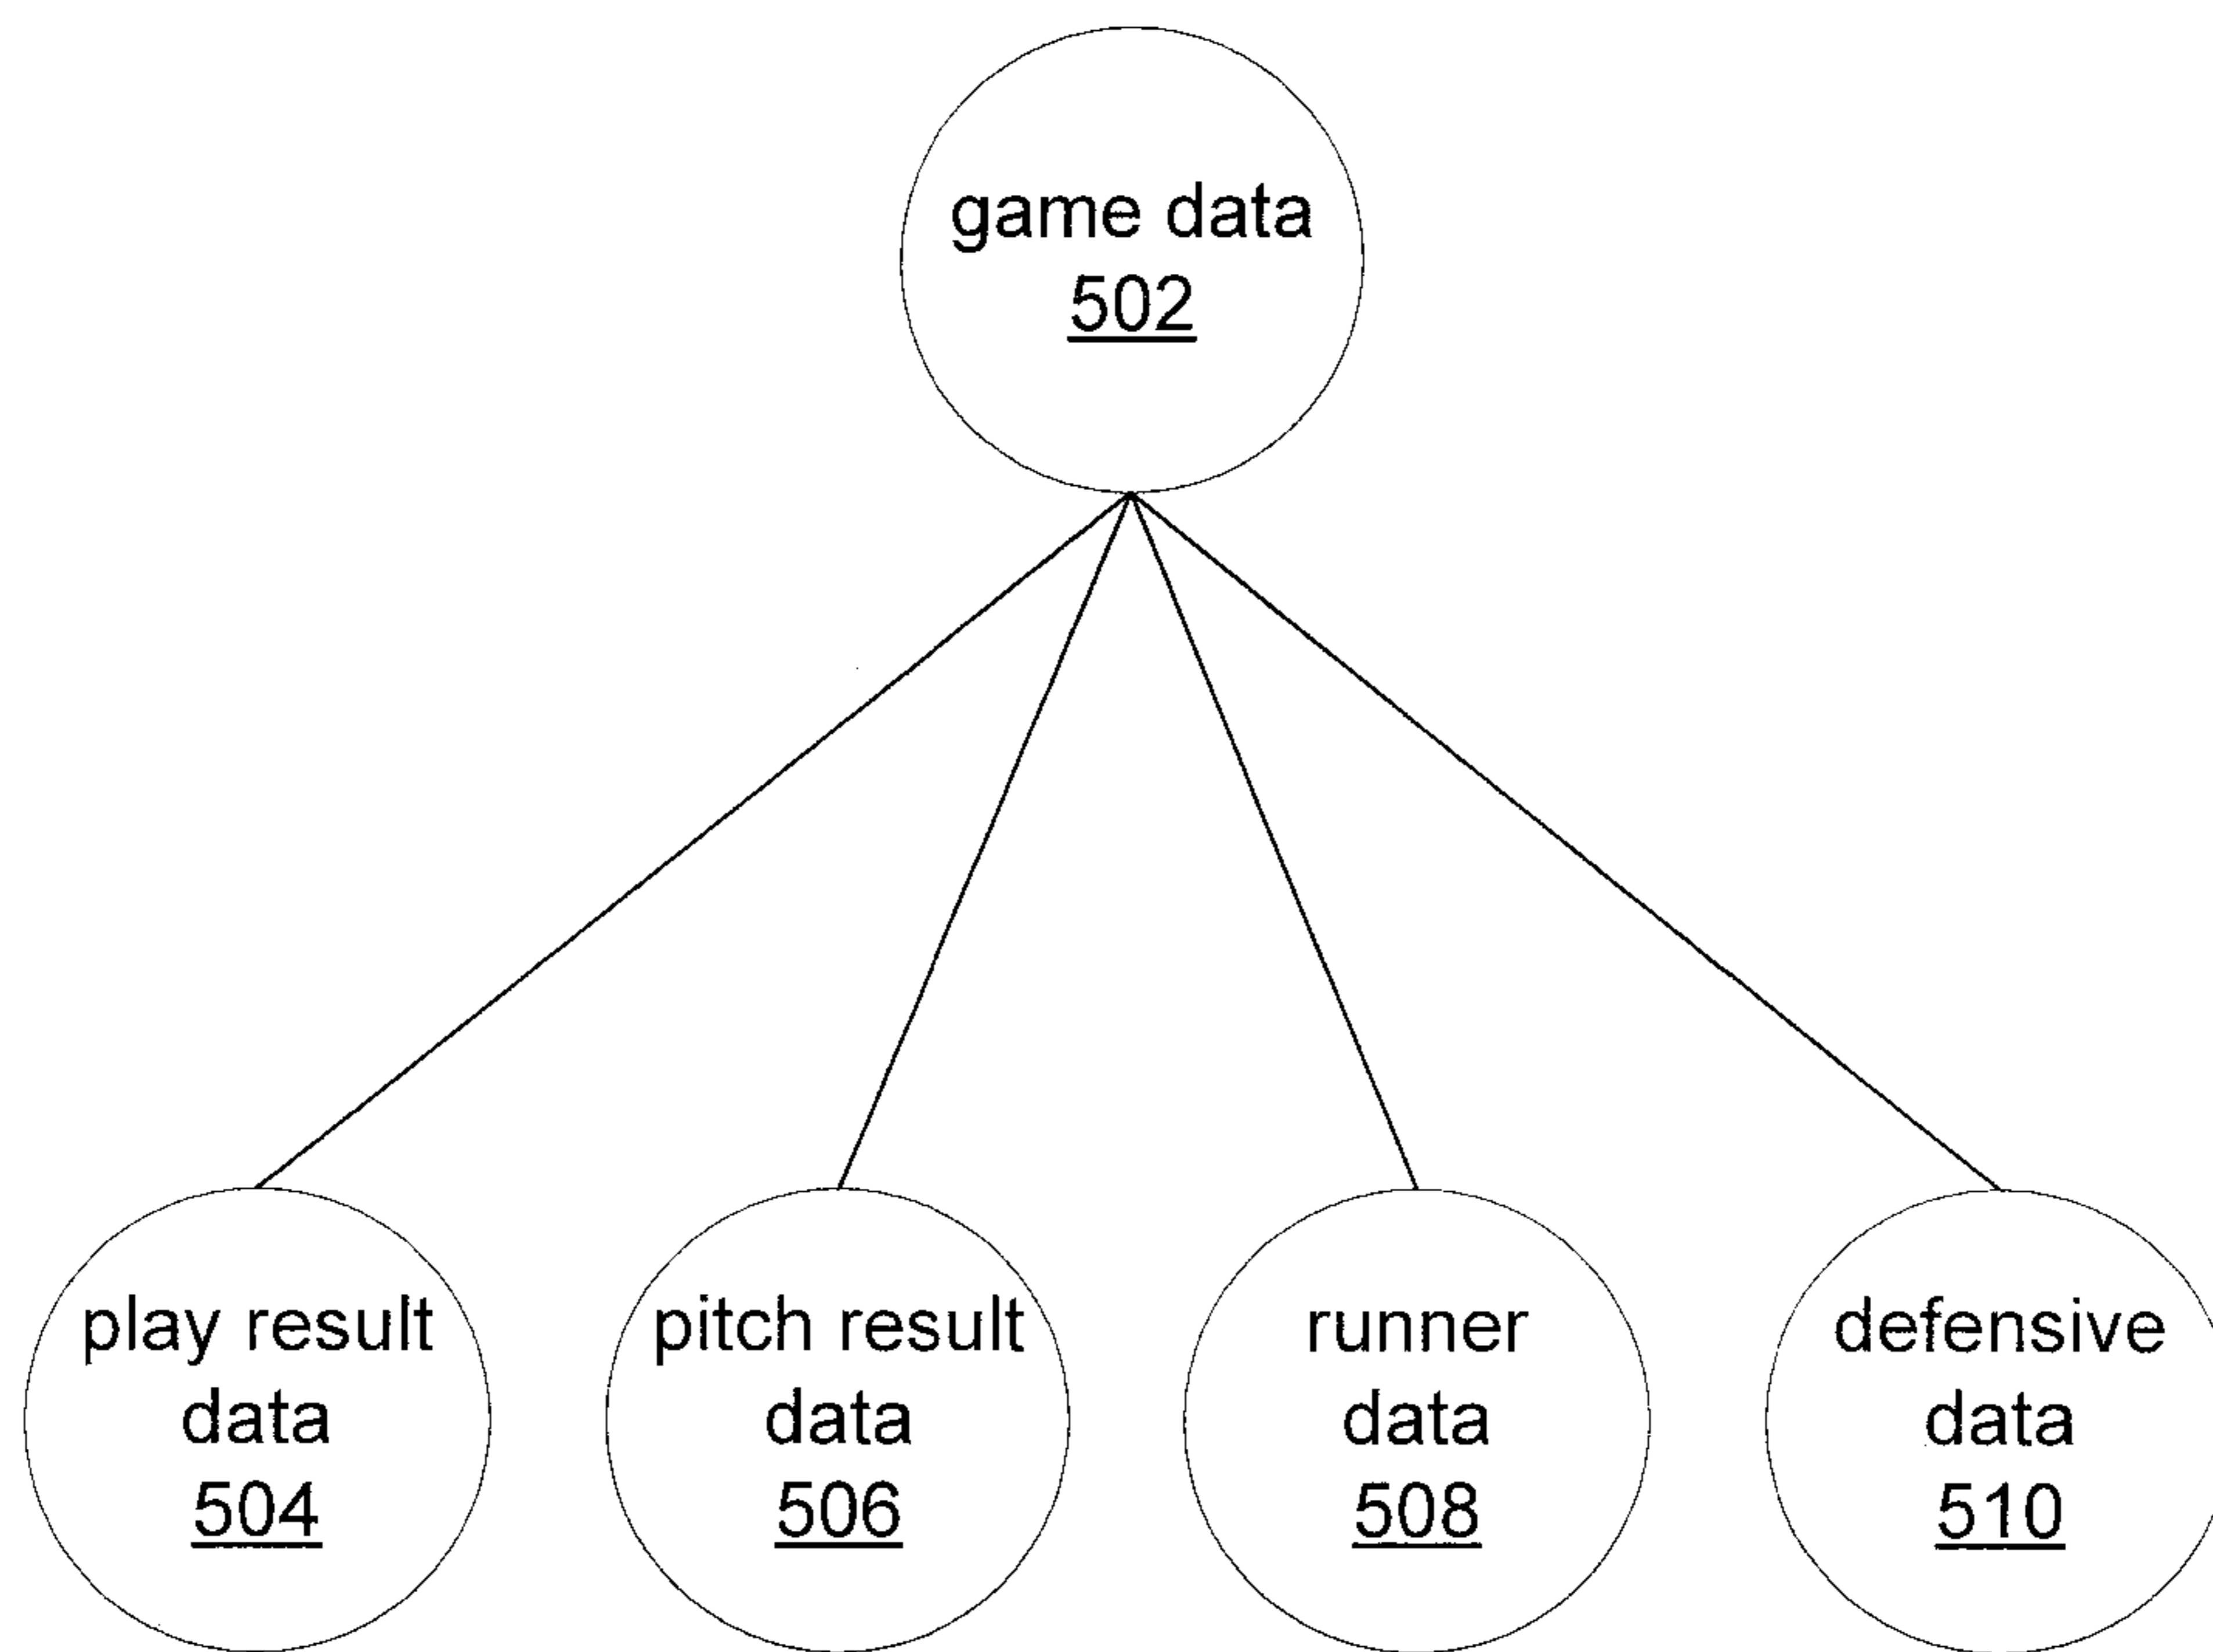 game data
502
play result
data
504
pitch result
data
506
runner
data
508
defensive
data
510